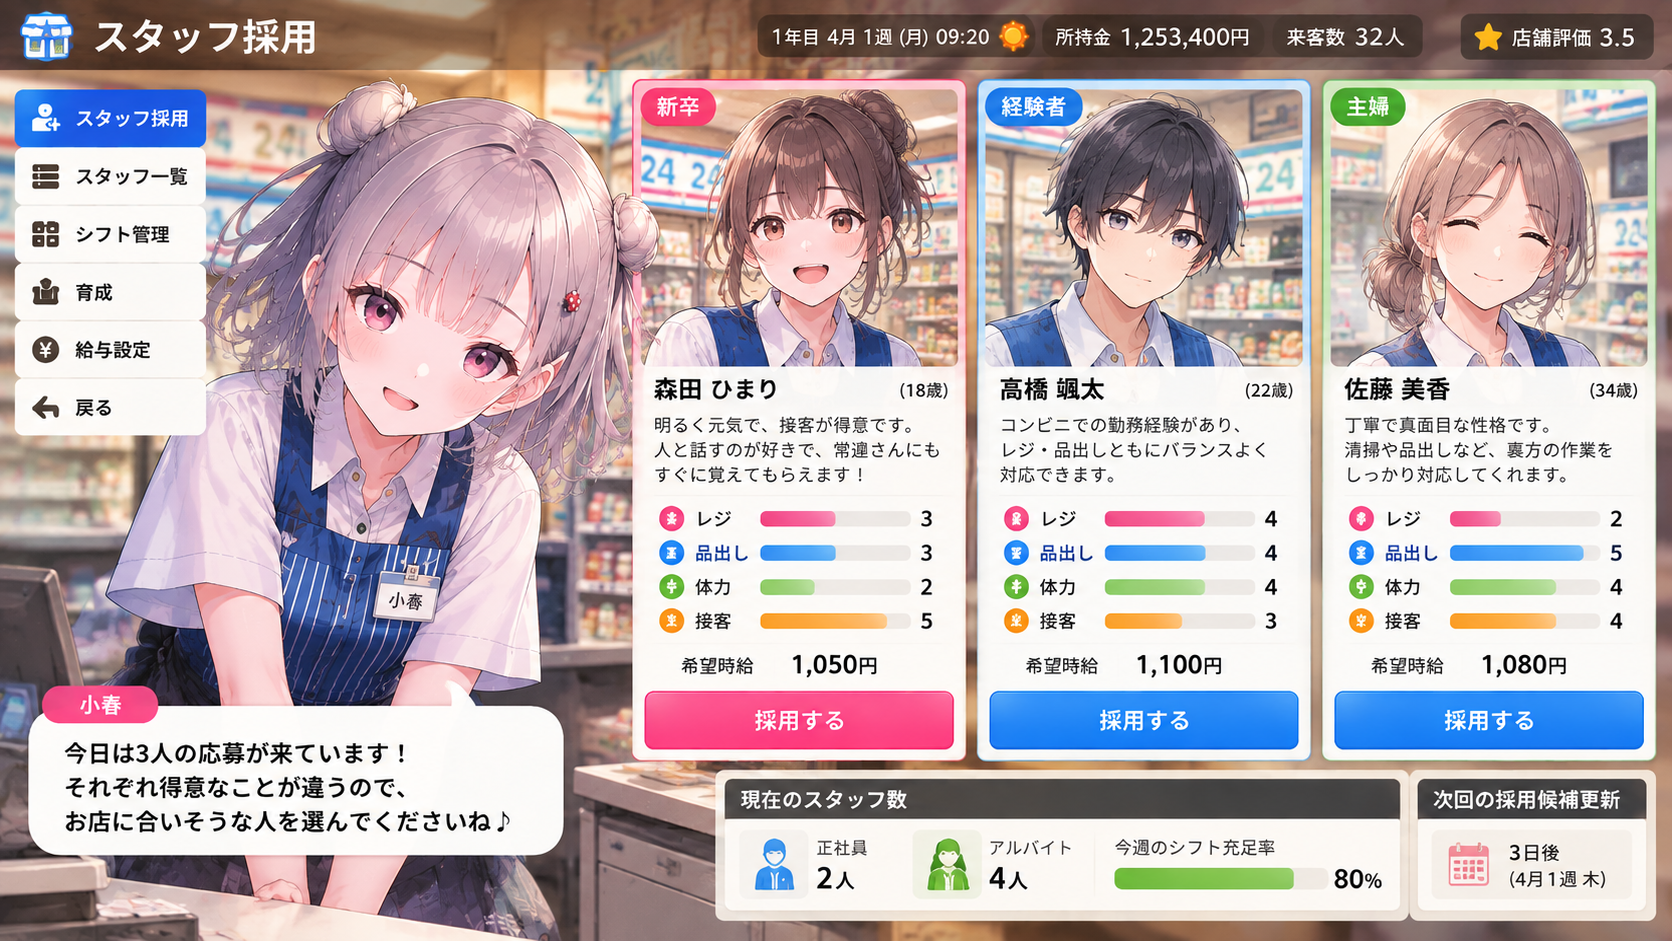 スタッフ採用
1年目 4月 1週 (月) 09:20
所持金 1,253,400円
来客数 32人
店舗評価 3.5
スタッフ採用
スタッフ一覧
シフト管理
育成
給与設定
戻る
小春
小春
今日は3人の応募が来ています！
それぞれ得意なことが違うので、
お店に合いそうな人を選んでくださいね♪
新卒
24 24
森田 ひまり (18歳)
明るく元気で、接客が得意です。
人と話すのが好きで、常連さんにも
すぐに覚えてもらえます！
レジ 3
品出し 3
体力 2
接客 5
希望時給 1,050円
採用する
経験者
24
高橋 颯太 (22歳)
コンビニでの勤務経験があり、
レジ・品出しともにバランスよく
対応できます。
レジ 4
品出し 4
体力 4
接客 3
希望時給 1,100円
採用する
主婦
佐藤 美香 (34歳)
丁寧で真面目な性格です。
清掃や品出しなど、裏方の作業を
しっかり対応してくれます。
レジ 2
品出し 5
体力 4
接客 4
希望時給 1,080円
採用する
現在のスタッフ数
正社員
2人
アルバイト
4人
今週のシフト充足率
80%
次回の採用候補更新
3日後
(4月1週 木)